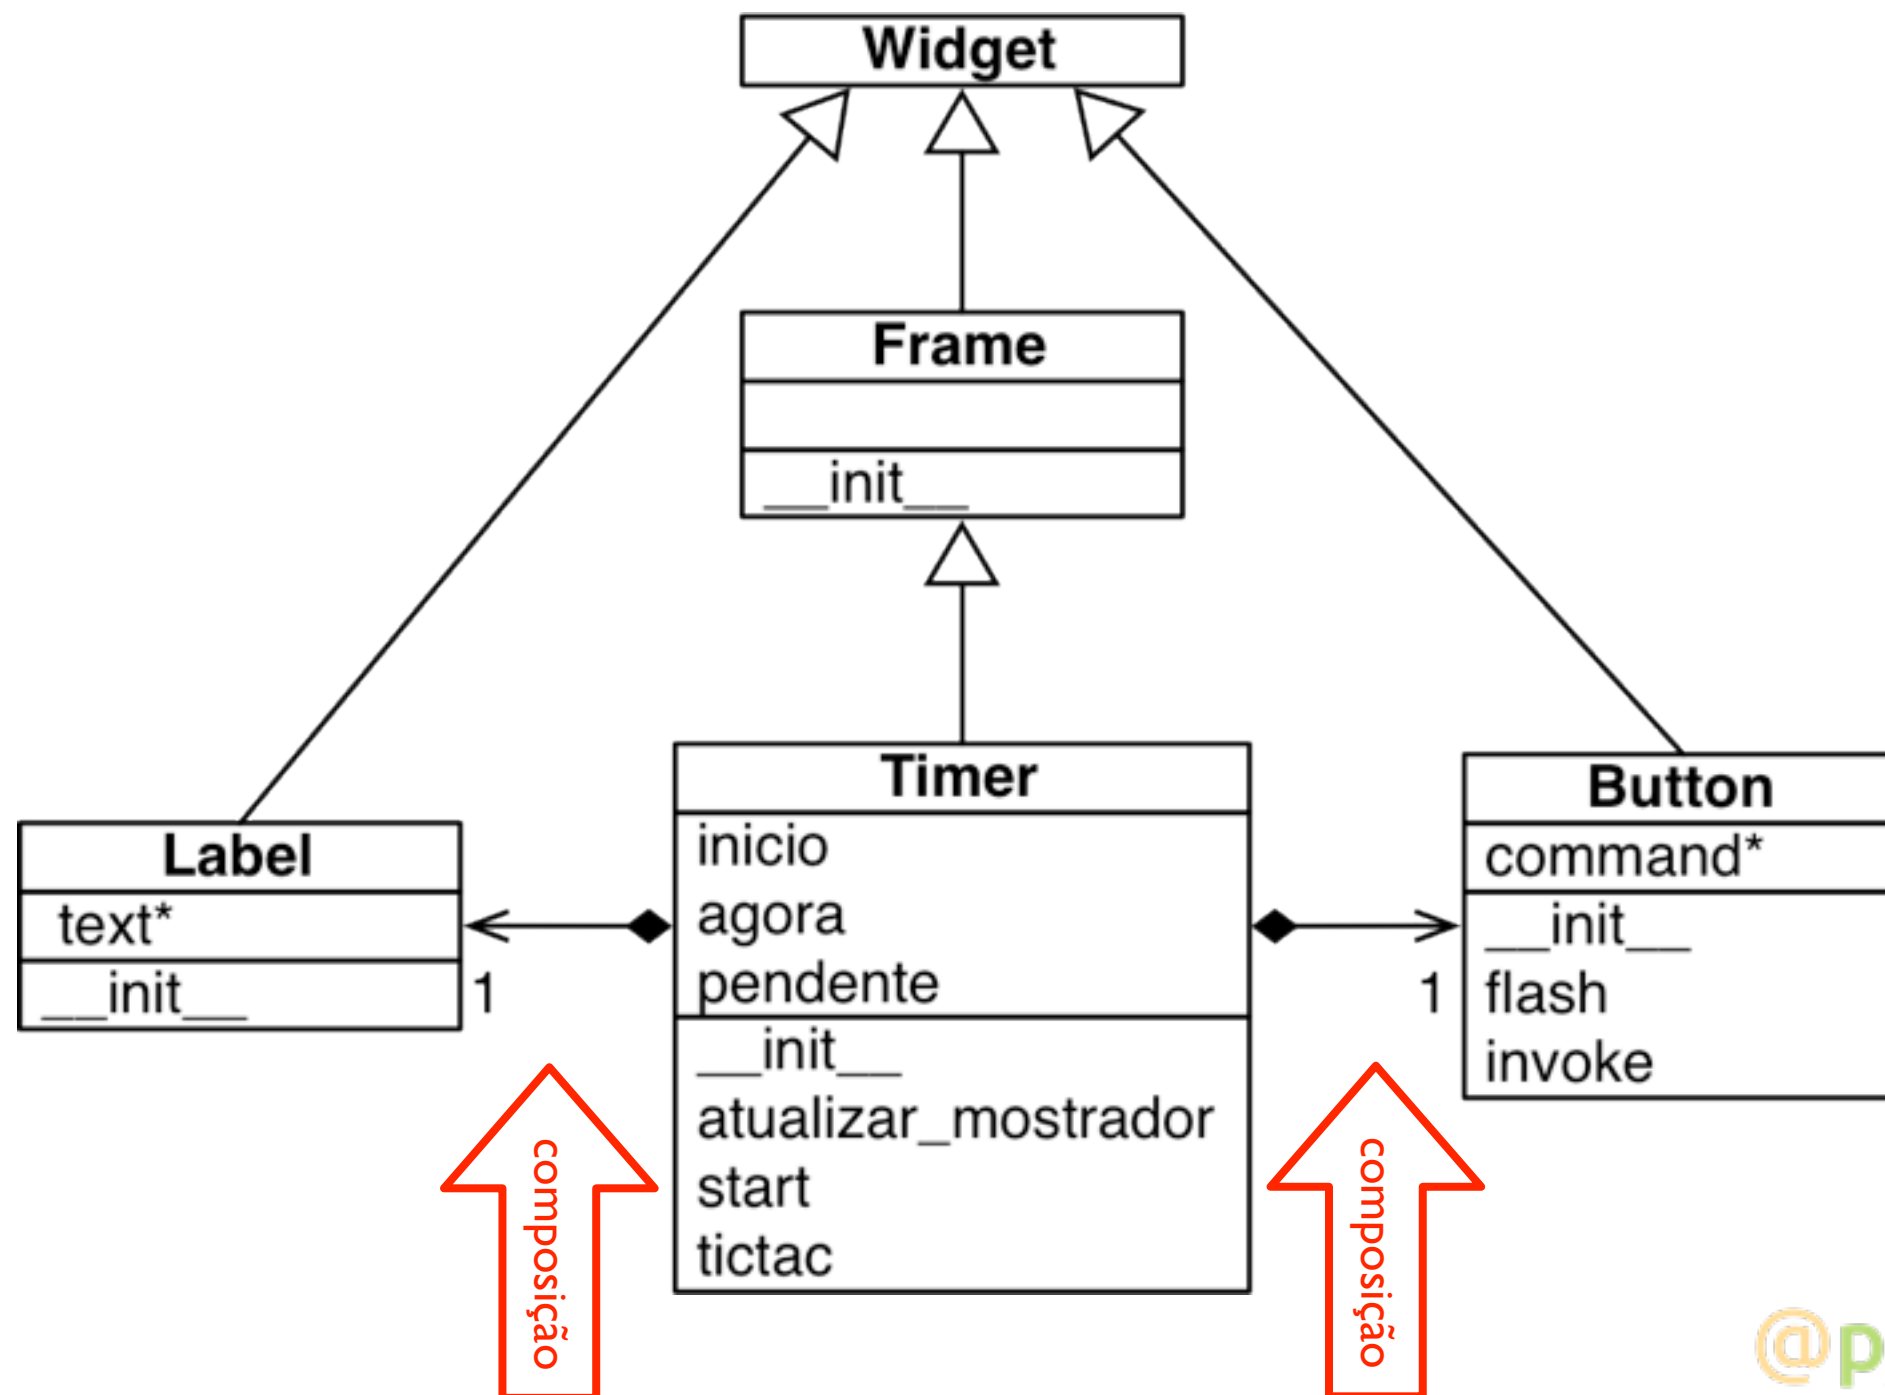 Widget
Frame
__init__
Timer
inicio
agora
pendente
__init__
atualizar_mostrador
start
tictac
Label
text*
__init__
1
Button
command*
__init__
flash
invoke
1
composição
composição
@p